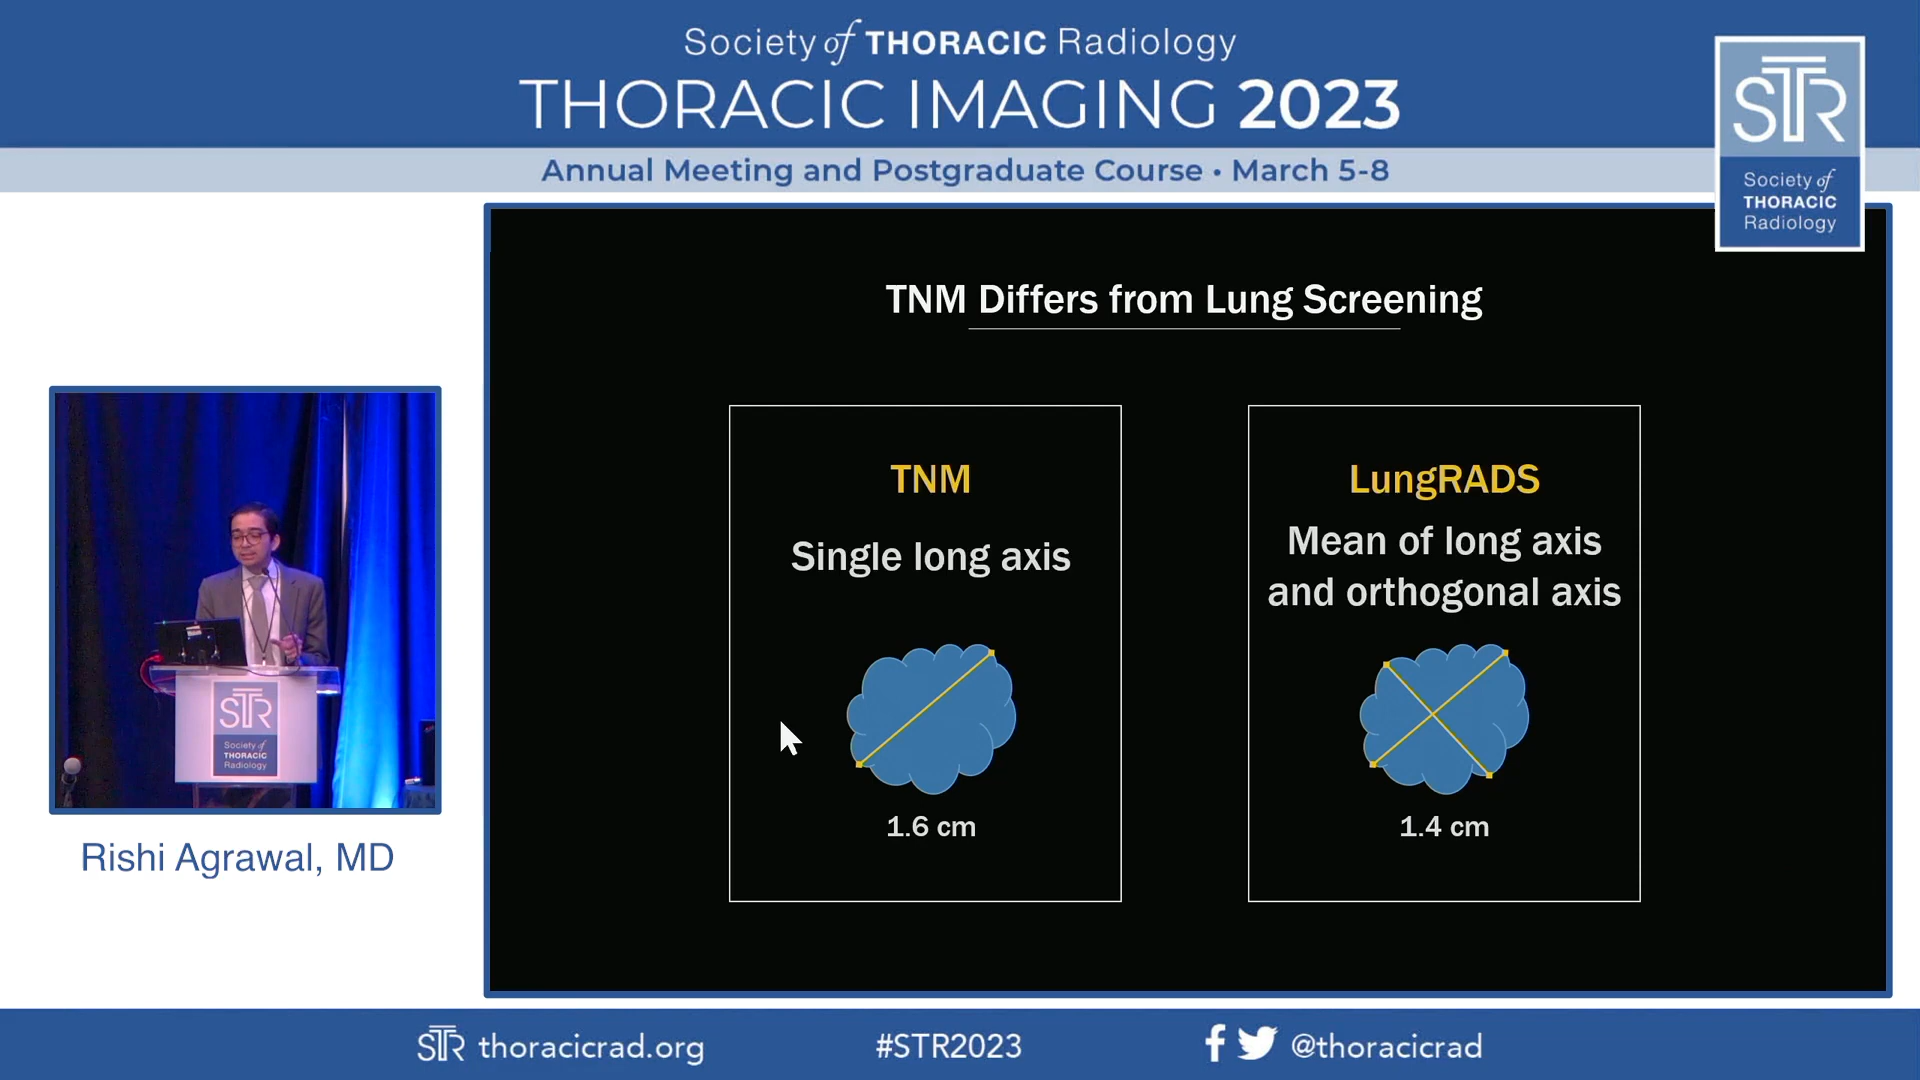 Society of THORACIC Radiology
THORACIC IMAGING 2023
Annual Meeting and Postgraduate Course • March 5-8
STR
Society of
THORACIC
Radiology
TNM Differs from Lung Screening
TNM
Single long axis
1.6 cm
LungRADS
Mean of long axis
and orthogonal axis
1.4 cm
STR
Society of
THORACIC
Radiology
Rishi Agrawal, MD
STR thoracicrad.org
#STR2023
@thoracicrad